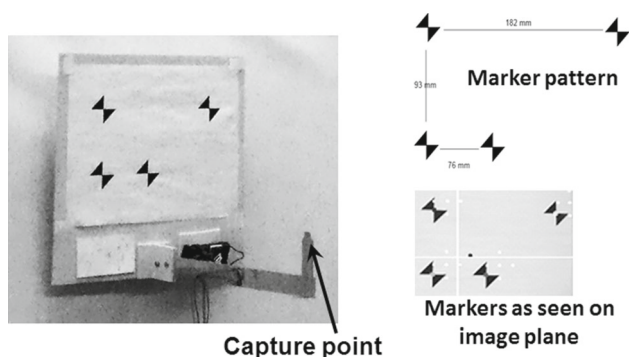 182 mm
93 mm
Marker pattern
76 mm
Markers as seen on
image plane
Capture point